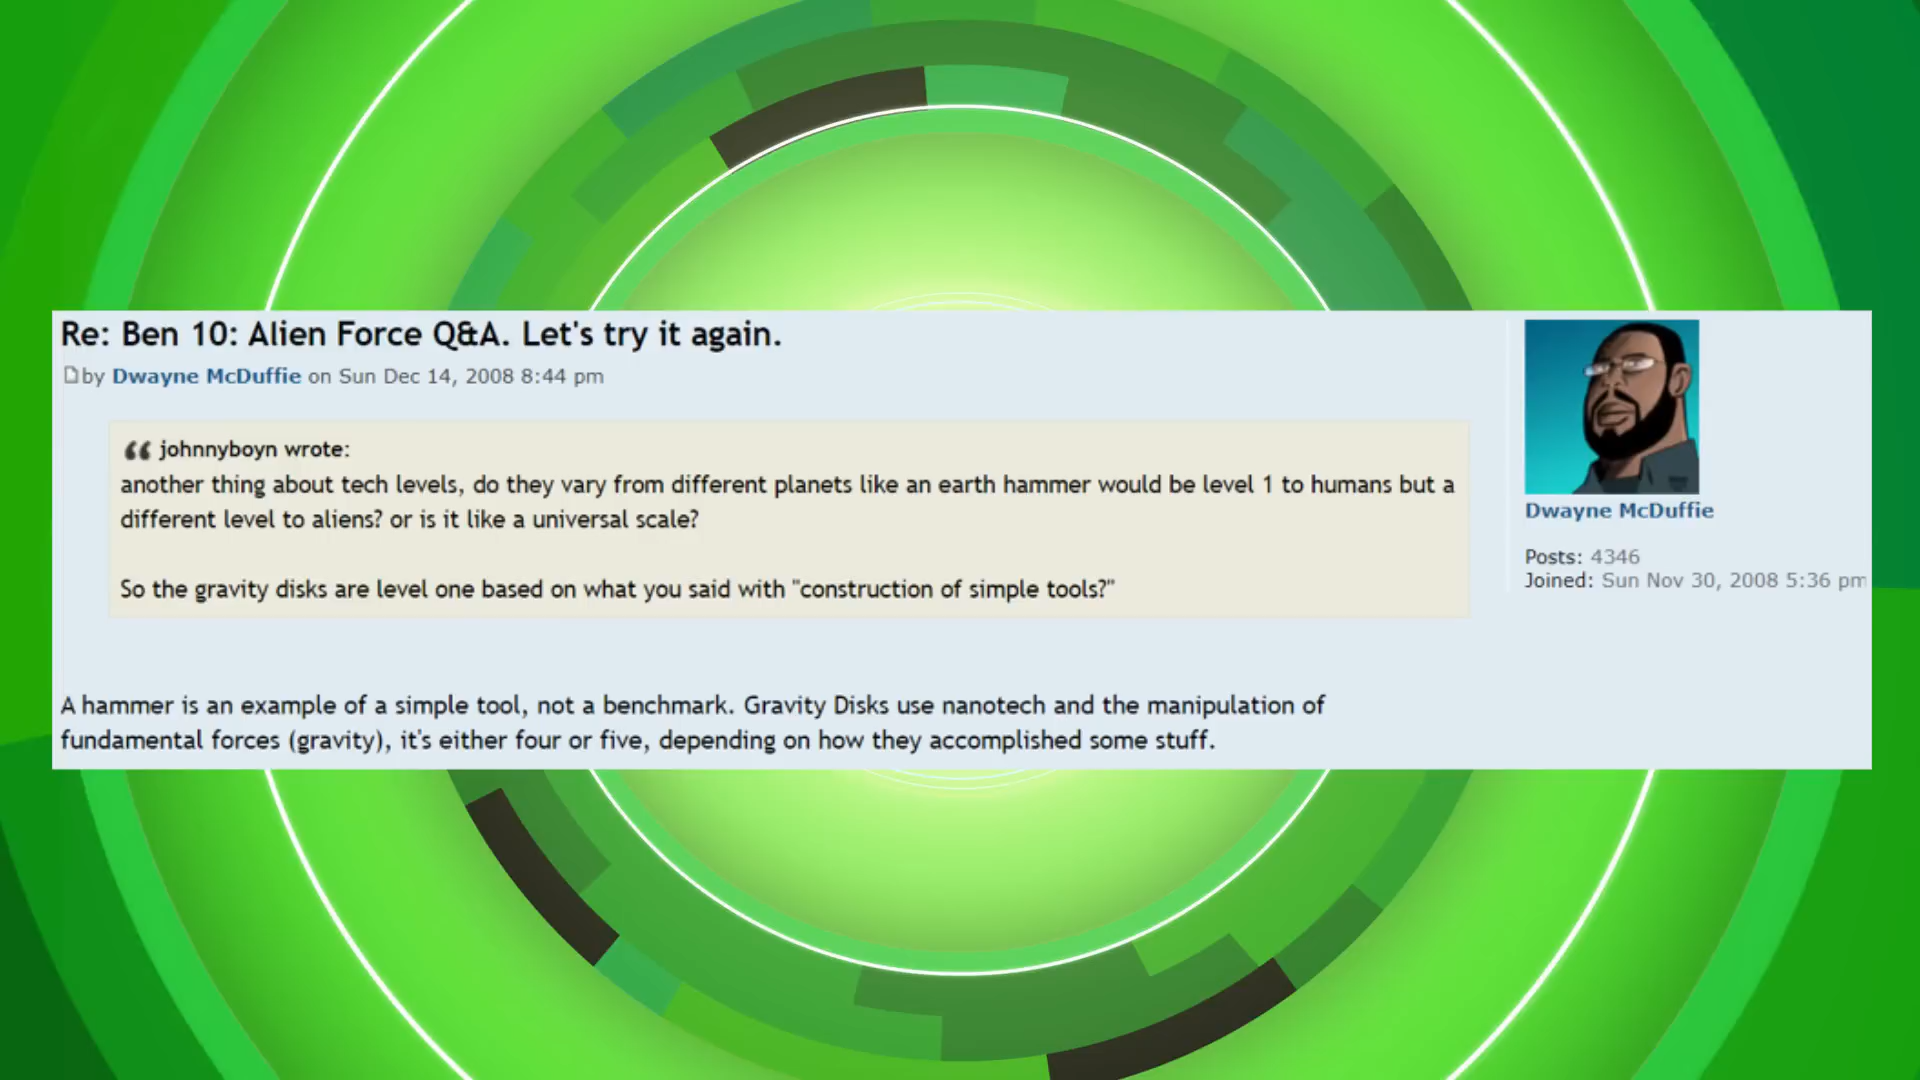 Re: Ben 10: Alien Force Q&A. Let's try it again.
by Dwayne McDuffie on Sun Dec 14, 2008 8:44 pm
johnnyboyn wrote:
another thing about tech levels, do they vary from different planets like an earth hammer would be level 1 to humans but a
different level to aliens? or is it like a universal scale?
So the gravity disks are level one based on what you said with "construction of simple tools?"
A hammer is an example of a simple tool, not a benchmark. Gravity Disks use nanotech and the manipulation of
fundamental forces (gravity), it's either four or five, depending on how they accomplished some stuff.
Dwayne McDuffie
Posts: 4346
Joined: Sun Nov 30, 2008 5:36 pm